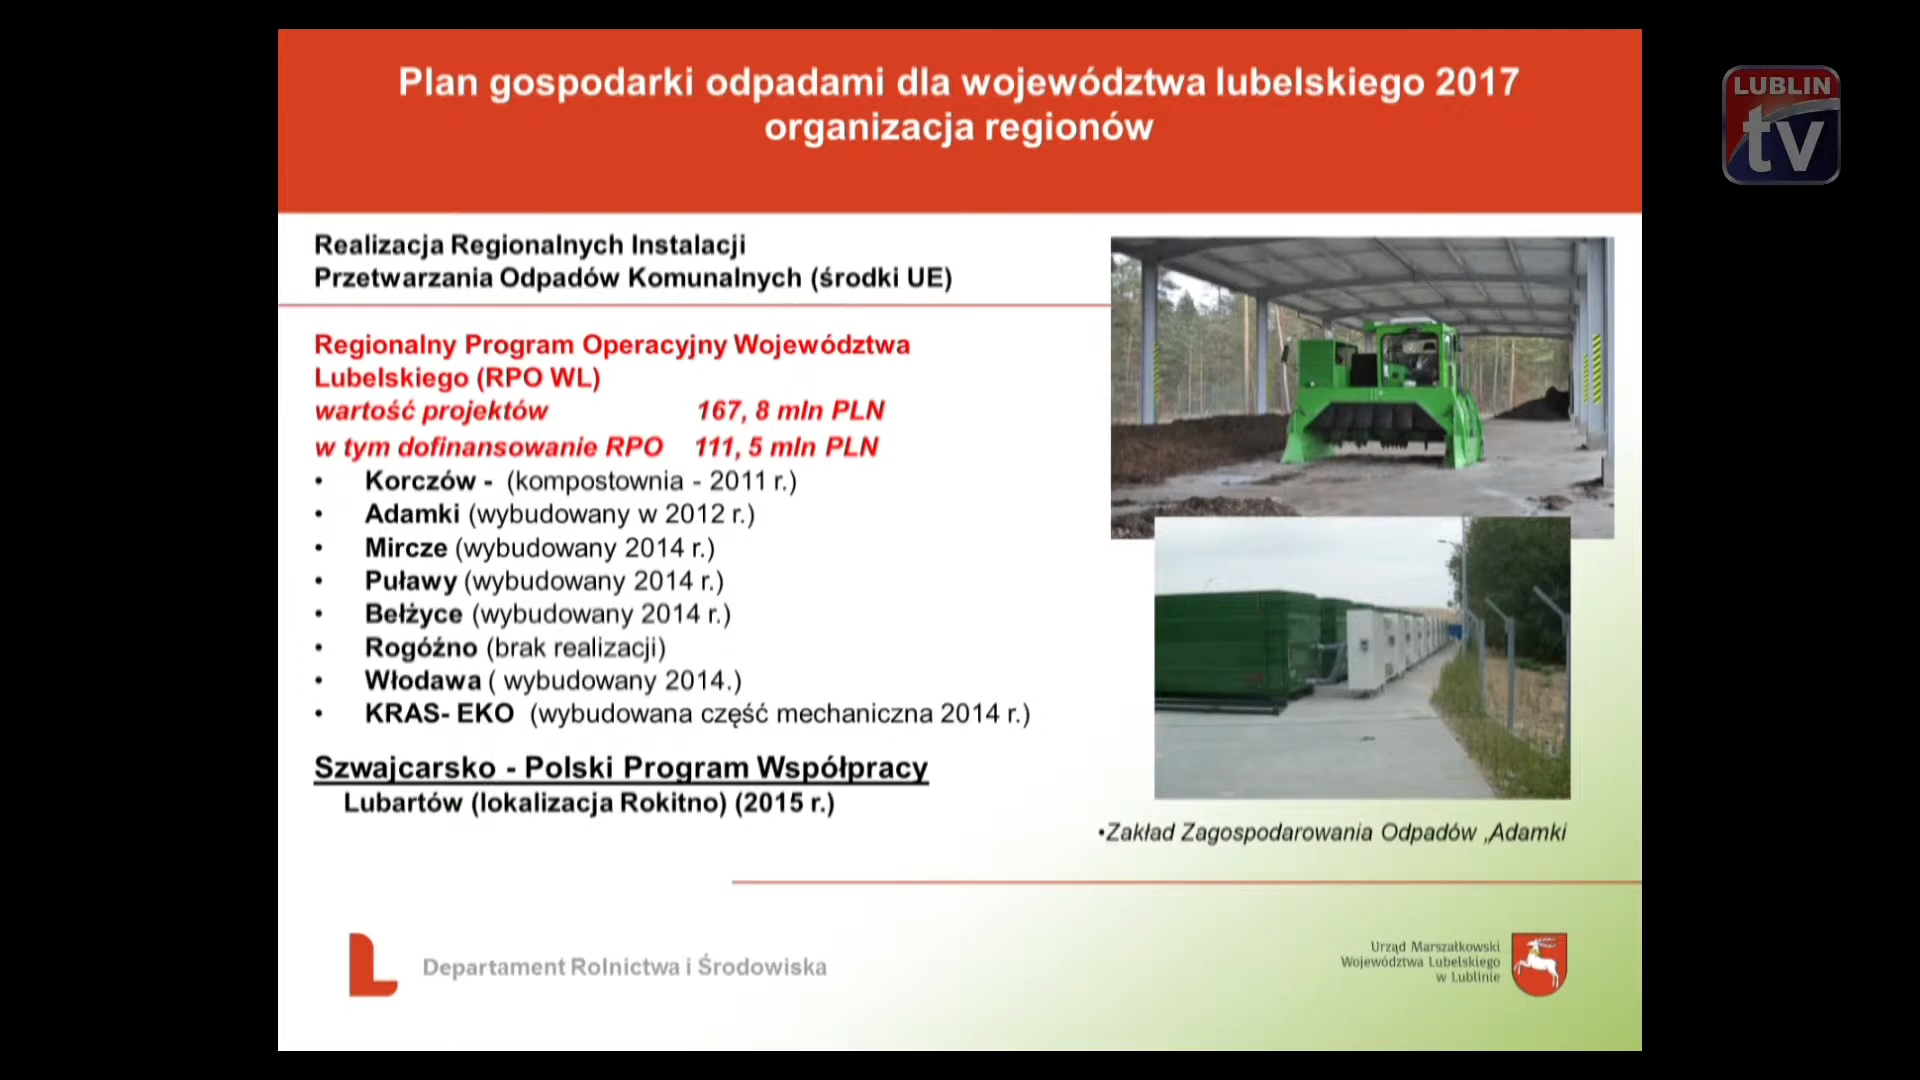 Plan gospodarki odpadami dla województwa lubelskiego 2017
organizacja regionów
LUBLIN
tv
Realizacja Regionalnych Instalacji
Przetwarzania Odpadów Komunalnych (środki UE)
Regionalny Program Operacyjny Województwa
Lubelskiego (RPO WL)
wartość projektów 167, 8 mln PLN
w tym dofinansowanie RPO 111, 5 mln PLN
• Korczów - (kompostownia - 2011 r.)
• Adamki (wybudowany w 2012 r.)
• Mircze (wybudowany 2014 r.)
• Puławy (wybudowany 2014 r.)
• Bełżyce (wybudowany 2014 r.)
• Rogóźno (brak realizacji)
• Włodawa ( wybudowany 2014.)
• KRAS- EKO (wybudowana część mechaniczna 2014 r.)
Szwajcarsko - Polski Program Współpracy
Lubartów (lokalizacja Rokitno) (2015 r.)
•Zakład Zagospodarowania Odpadów „Adamki
Departament Rolnictwa i Środowiska
Urząd Marszałkowski
Województwa Lubelskiego
w Lublinie